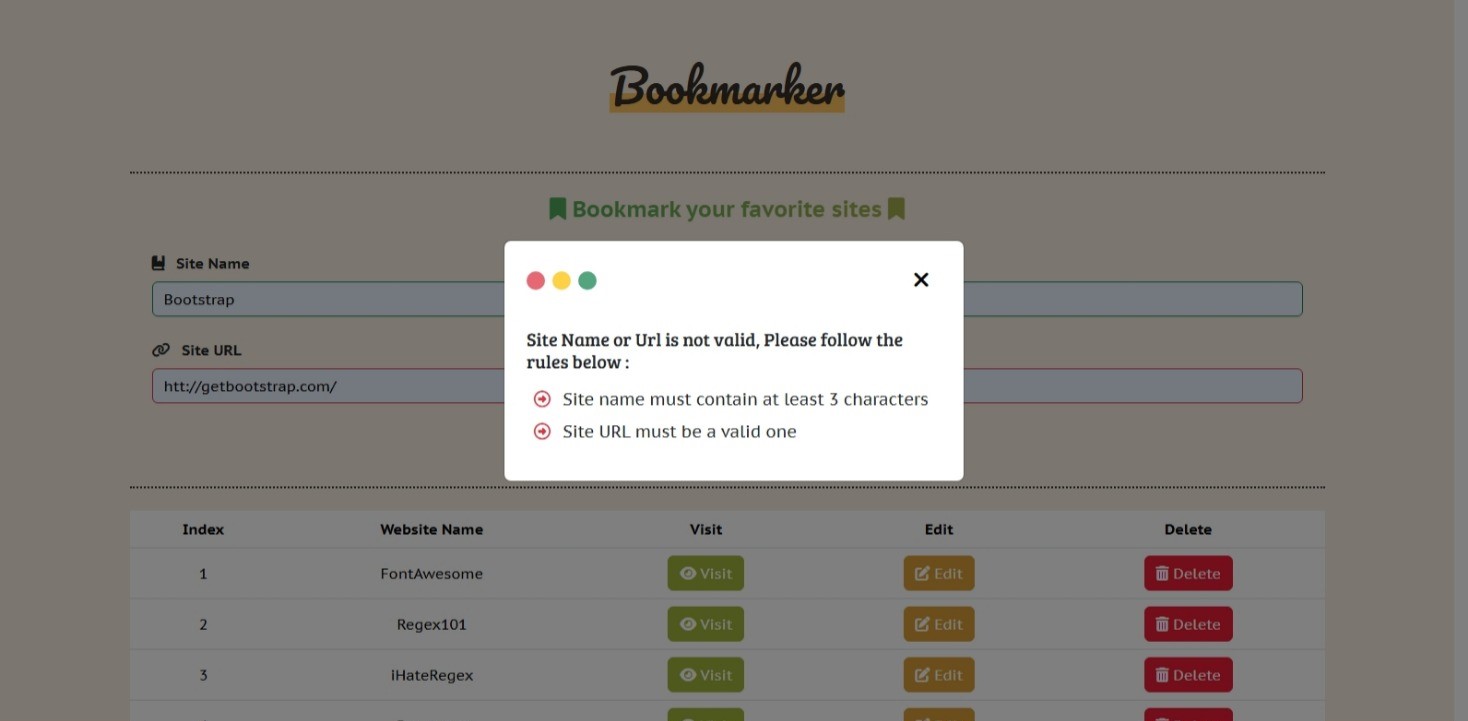 Bookmarker
Bookmark your favorite sites
Site Name
Bootstrap
Site URL
htt://getbootstrap.com/
Site Name or Url is not valid, Please follow the
rules below :
Site name must contain at least 3 characters
Site URL must be a valid one
Index Website Name Visit Edit Delete
1 FontAwesome Visit Edit Delete
2 Regex101 Visit Edit Delete
3 iHateRegex Visit Edit Delete